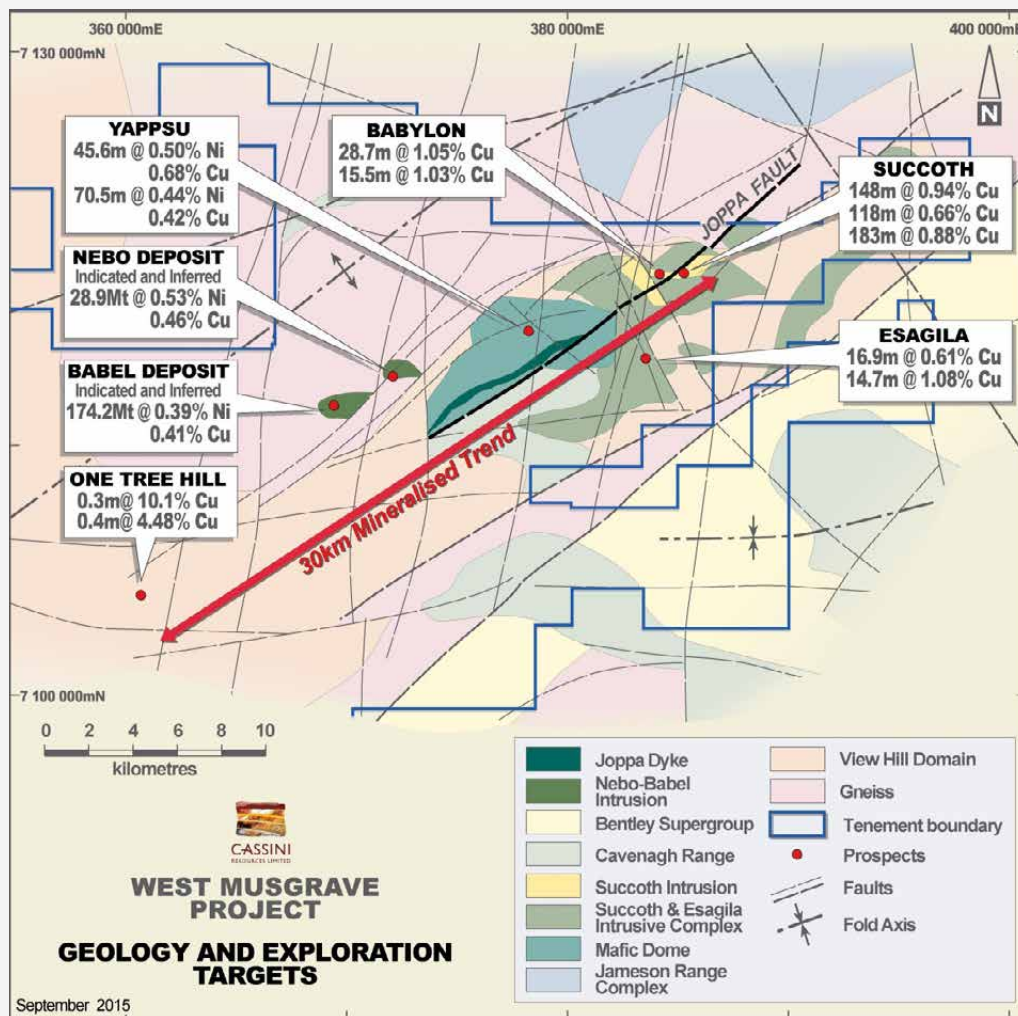 360 000mE
380 000mE
400 000mE
7 130 000mN
N
YAPPSU
45.6m @ 0.50% Ni
0.68% Cu
70.5m @ 0.44% Ni
0.42% Cu
BABYLON
28.7m @ 1.05% Cu
15.5m @ 1.03% Cu
JOPPA FAULT
SUCCOTH
148m @ 0.94% Cu
118m @ 0.66% Cu
183m @ 0.88% Cu
NEBO DEPOSIT
Indicated and Inferred
28.9Mt @ 0.53% Ni
0.46% Cu
ESAGILA
16.9m @ 0.61% Cu
14.7m @ 1.08% Cu
BABEL DEPOSIT
Indicated and Inferred
174.2Mt @ 0.39% Ni
0.41% Cu
ONE TREE HILL
0.3m@ 10.1% Cu
0.4m@ 4.48% Cu
30km Mineralised Trend
7 100 000mN
0 2 4 6 8 10
kilometres
CASSINI
RESOURCES LIMITED
WEST MUSGRAVE
PROJECT
GEOLOGY AND EXPLORATION
TARGETS
September 2015
Joppa Dyke
Nebo-Babel
Intrusion
Bentley Supergroup
Cavenagh Range
Succoth Intrusion
Succoth & Esagila
Intrusive Complex
Mafic Dome
Jameson Range
Complex
View Hill Domain
Gneiss
Tenement boundary
Prospects
Faults
Fold Axis